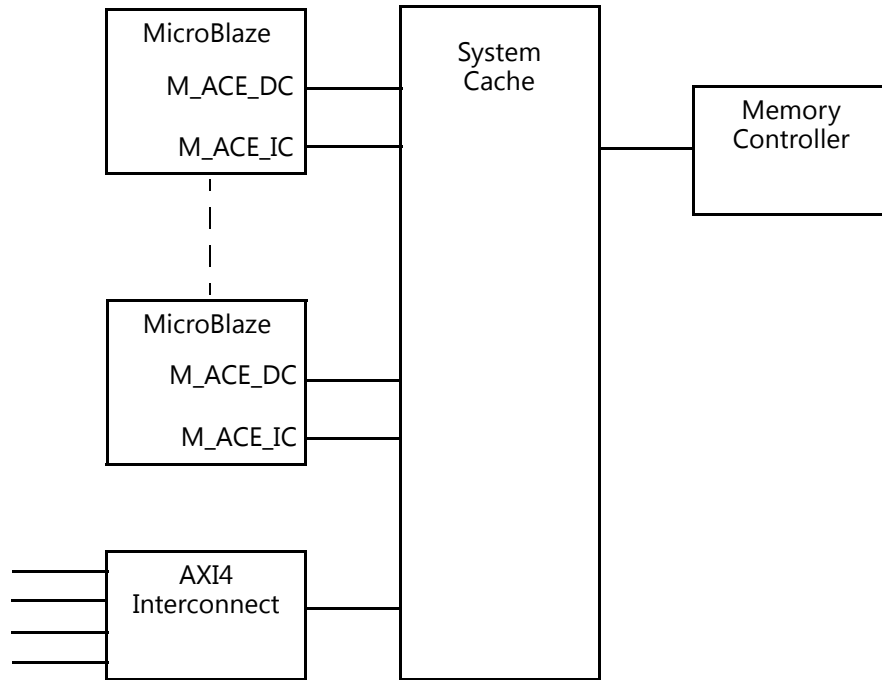 MicroBlaze
M_ACE_DC
M_ACE_IC
System
Cache
Memory
Controller
MicroBlaze
M_ACE_DC
M_ACE_IC
AXI4
Interconnect